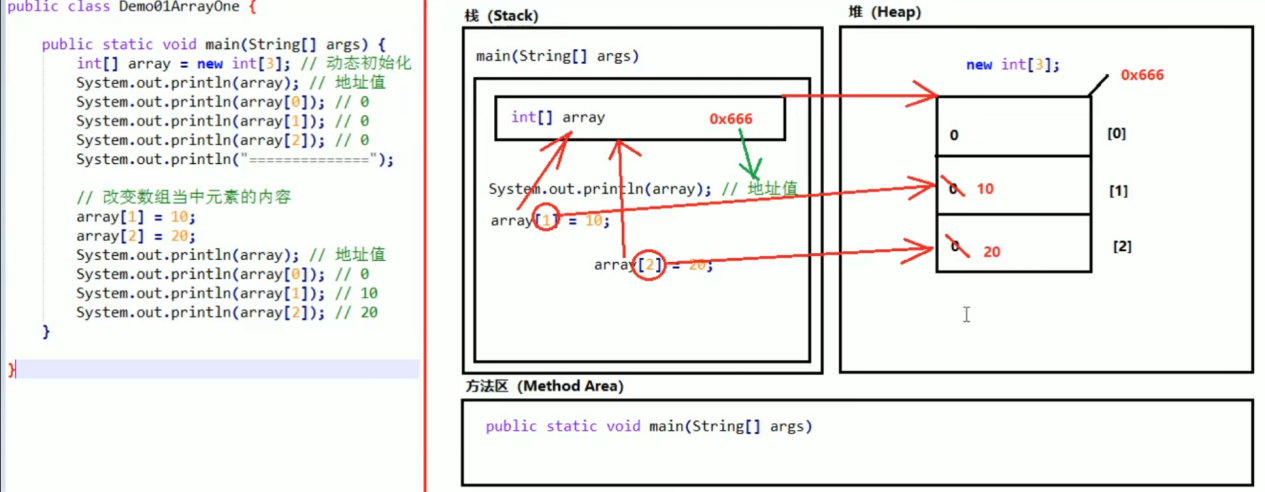 public class Demo01ArrayOne {
public static void main(String[] args) {
int[] array = new int[3]; // 动态初始化
System.out.println(array); // 地址值
System.out.println(array[0]); // 0
System.out.println(array[1]); // 0
System.out.println(array[2]); // 0
System.out.println("==============");
// 改变数组当中元素的内容
array[1] = 10;
array[2] = 20;
System.out.println(array); // 地址值
System.out.println(array[0]); // 0
System.out.println(array[1]); // 10
System.out.println(array[2]); // 20
}
}
栈 (Stack)
main(String[] args)
int[] array 0x666
System.out.println(array); // 地址值
array[1] = 10;
array[2] = 20;
堆 (Heap)
new int[3];
0x666
0 [0]
0 10 [1]
0 20 [2]
方法区 (Method Area)
public static void main(String[] args)